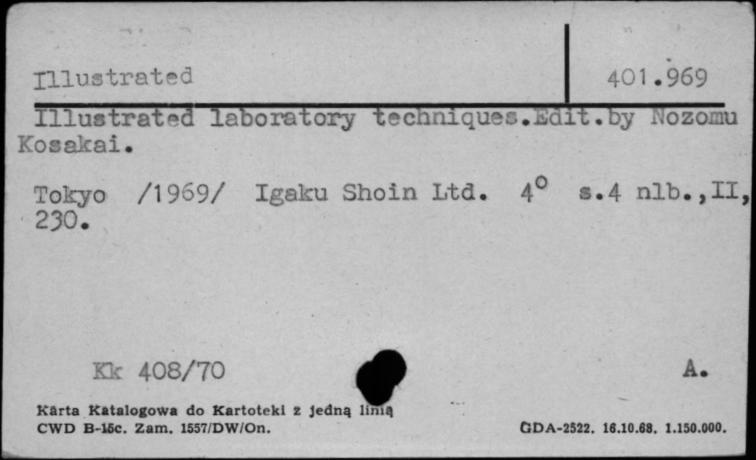 Illustrated 401.969
Illustrated laboratory techniques.Edit.by Nozomu
Kosakai.
Tokyo /1969/ Igaku Shoin Ltd. 4° s.4 nlb.,II,
230.
Kk 408/70 A.
Karta Katalogowa do Kartoteki z jedną linią
CWD B-15c. Zam. 1557/DW/On. GDA-2522. 16.10.68. 1.150.000.